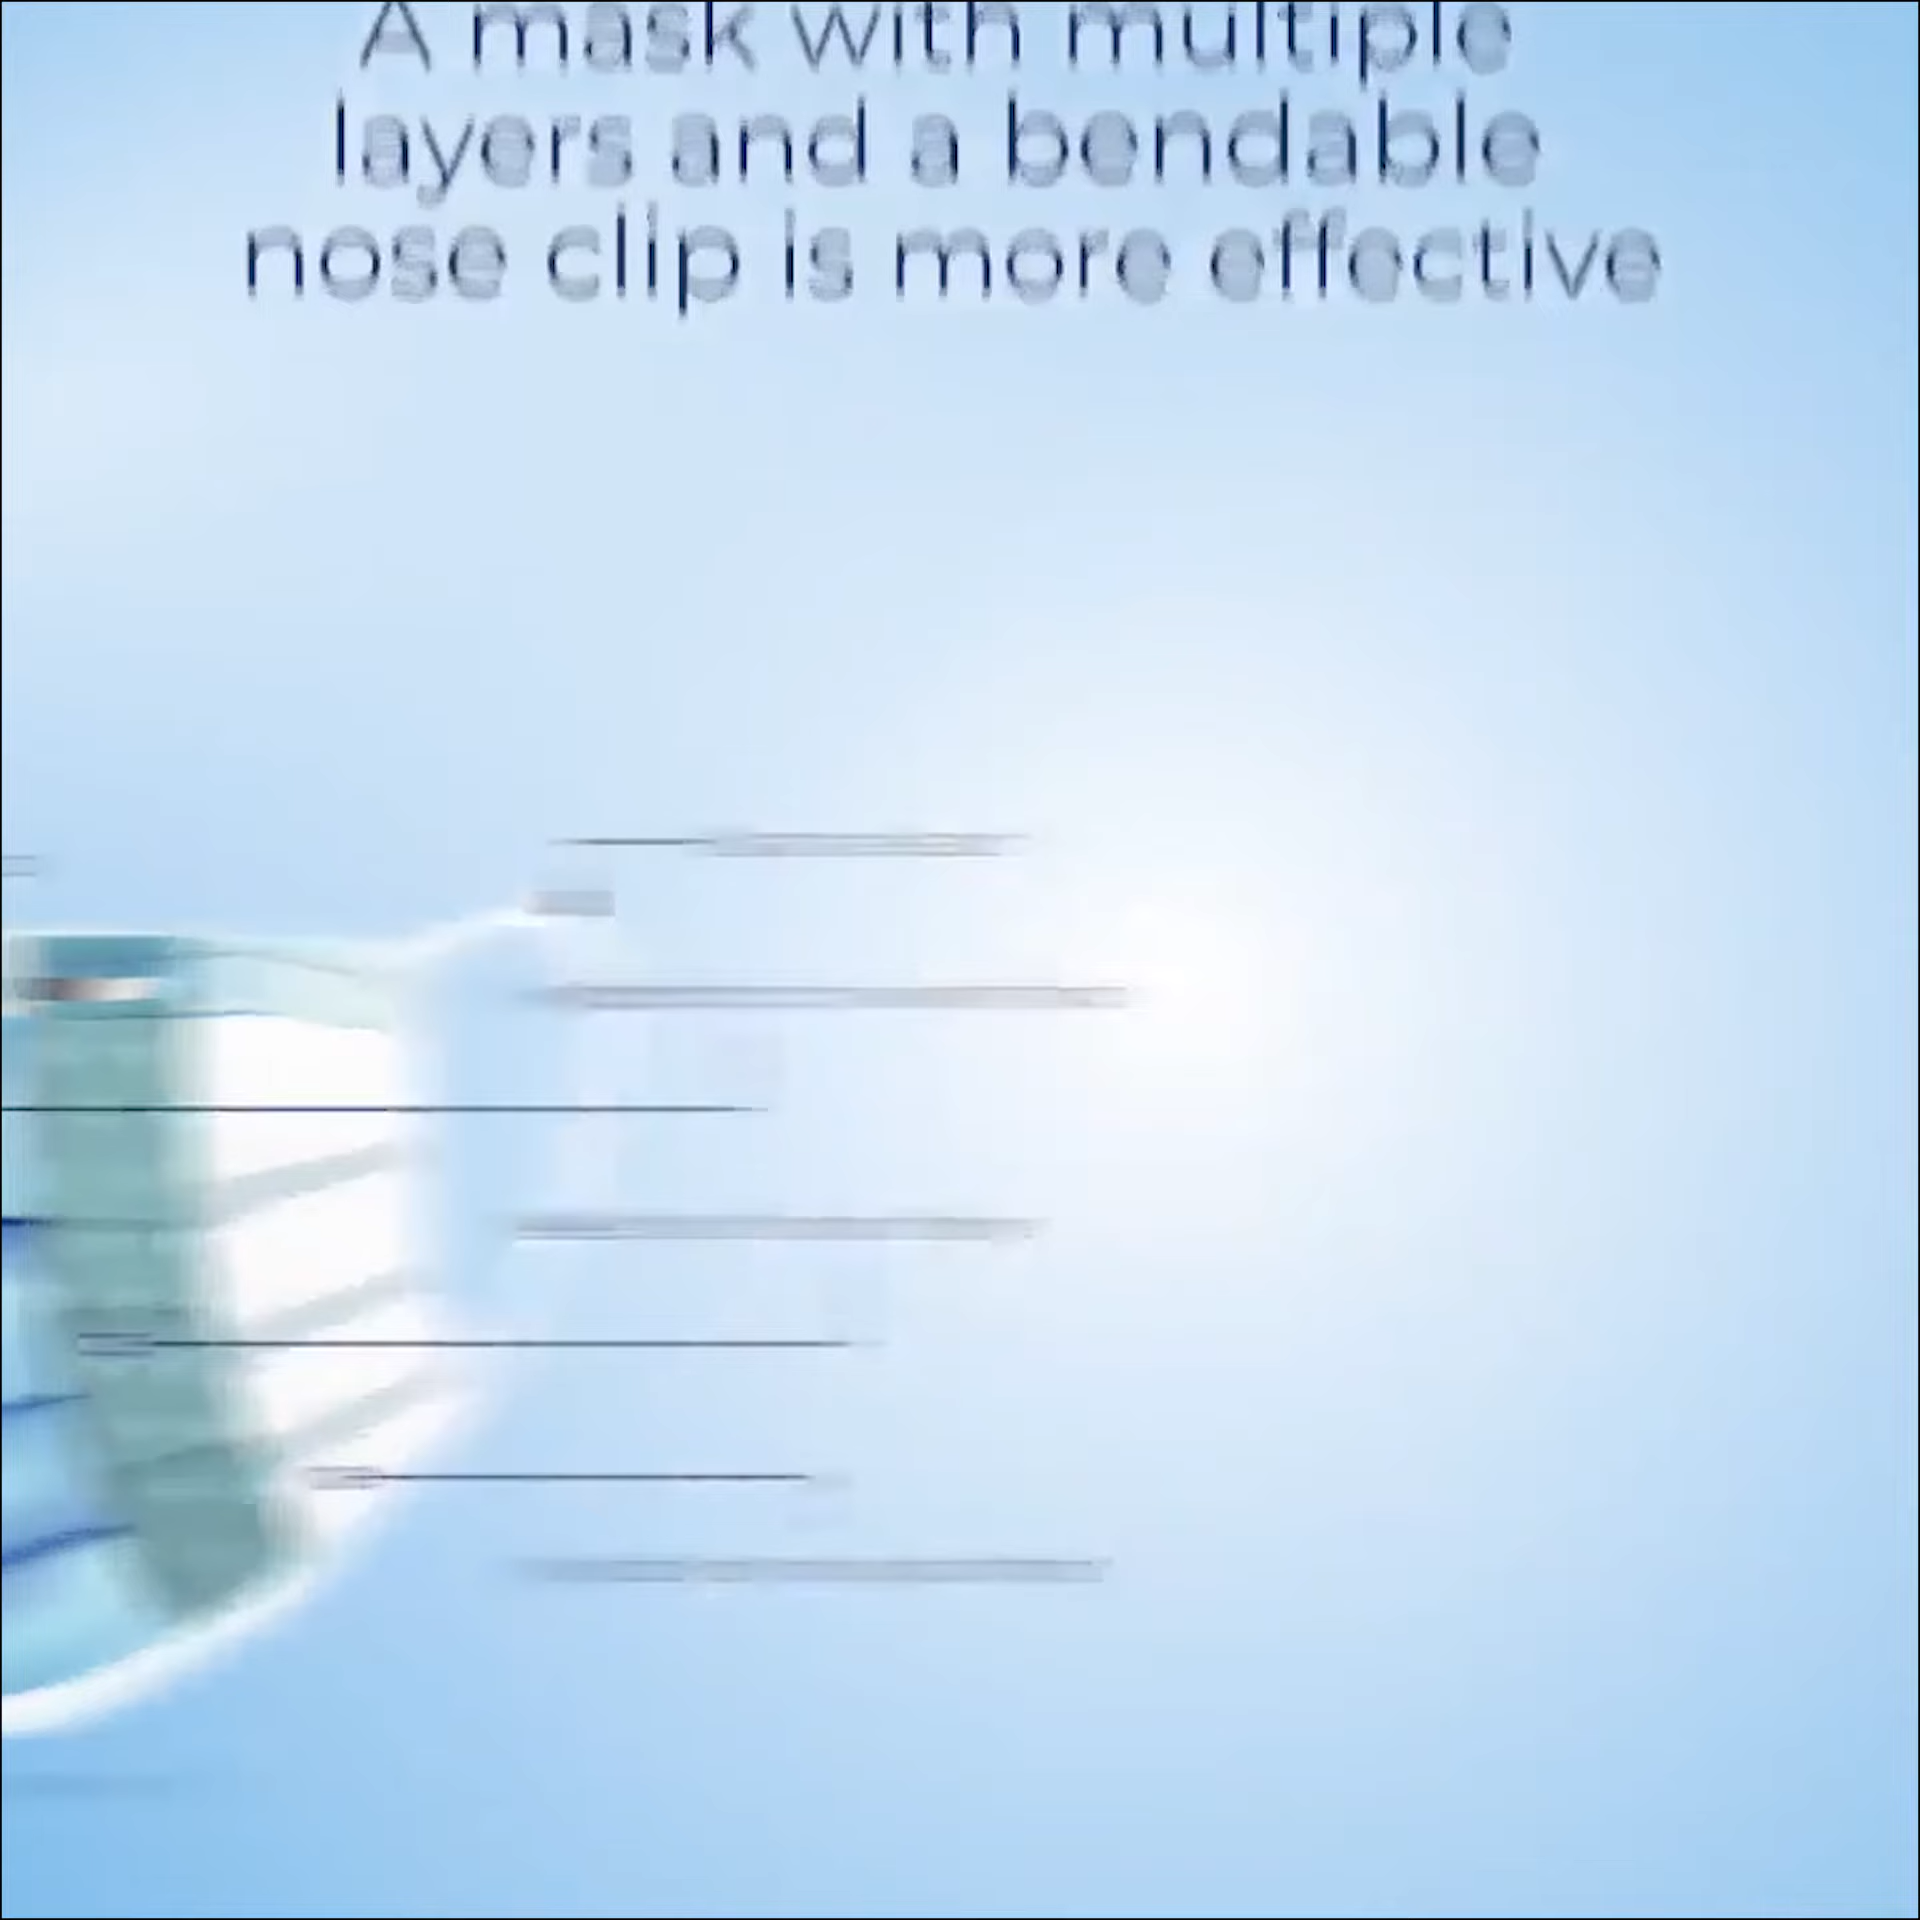 A mask with multiple
layers and a bendable
nose clip is more effective